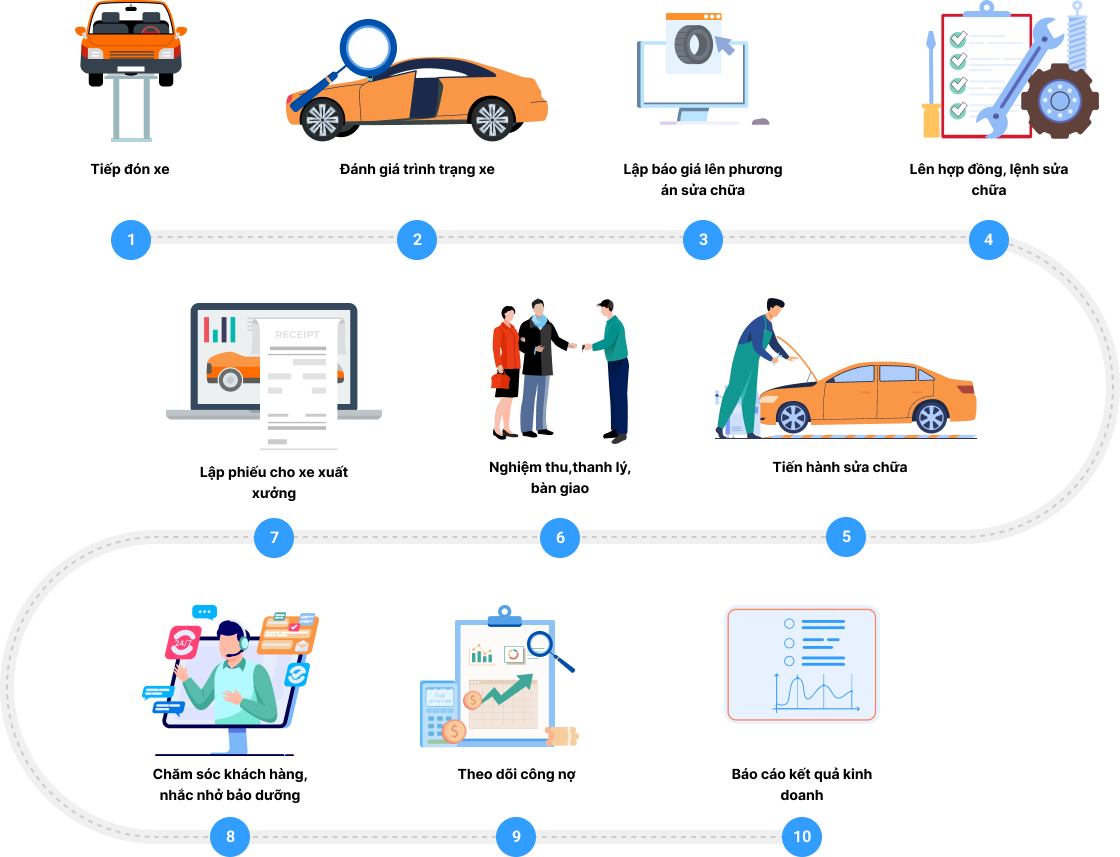 Tiếp đón xe
Đánh giá trình trạng xe
Lập báo giá lên phương
án sửa chữa
Lên hợp đồng, lệnh sửa
chữa
1
2
3
4
RECEIPT
Lập phiếu cho xe xuất
xưởng
Nghiệm thu,thanh lý,
bàn giao
Tiến hành sửa chữa
7
6
5
24/7
$
$
Chăm sóc khách hàng,
nhắc nhở bảo dưỡng
Theo dõi công nợ
Báo cáo kết quả kinh
doanh
8
9
10